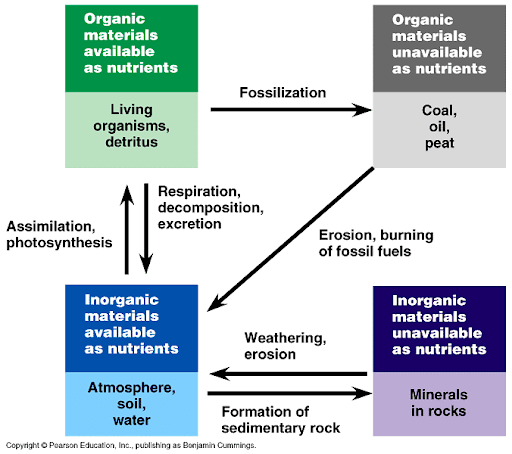 Organic
materials
available
as nutrients
Organic
materials
unavailable
as nutrients
Fossilization
Living
organisms,
detritus
Coal,
oil,
peat
Respiration,
decomposition,
excretion
Assimilation,
photosynthesis
Erosion, burning
of fossil fuels
Inorganic
materials
available
as nutrients
Inorganic
materials
unavailable
as nutrients
Weathering,
erosion
Atmosphere,
soil,
water
Minerals
in rocks
Formation of
sedimentary rock
Copyright © Pearson Education, Inc., publishing as Benjamin Cummings.